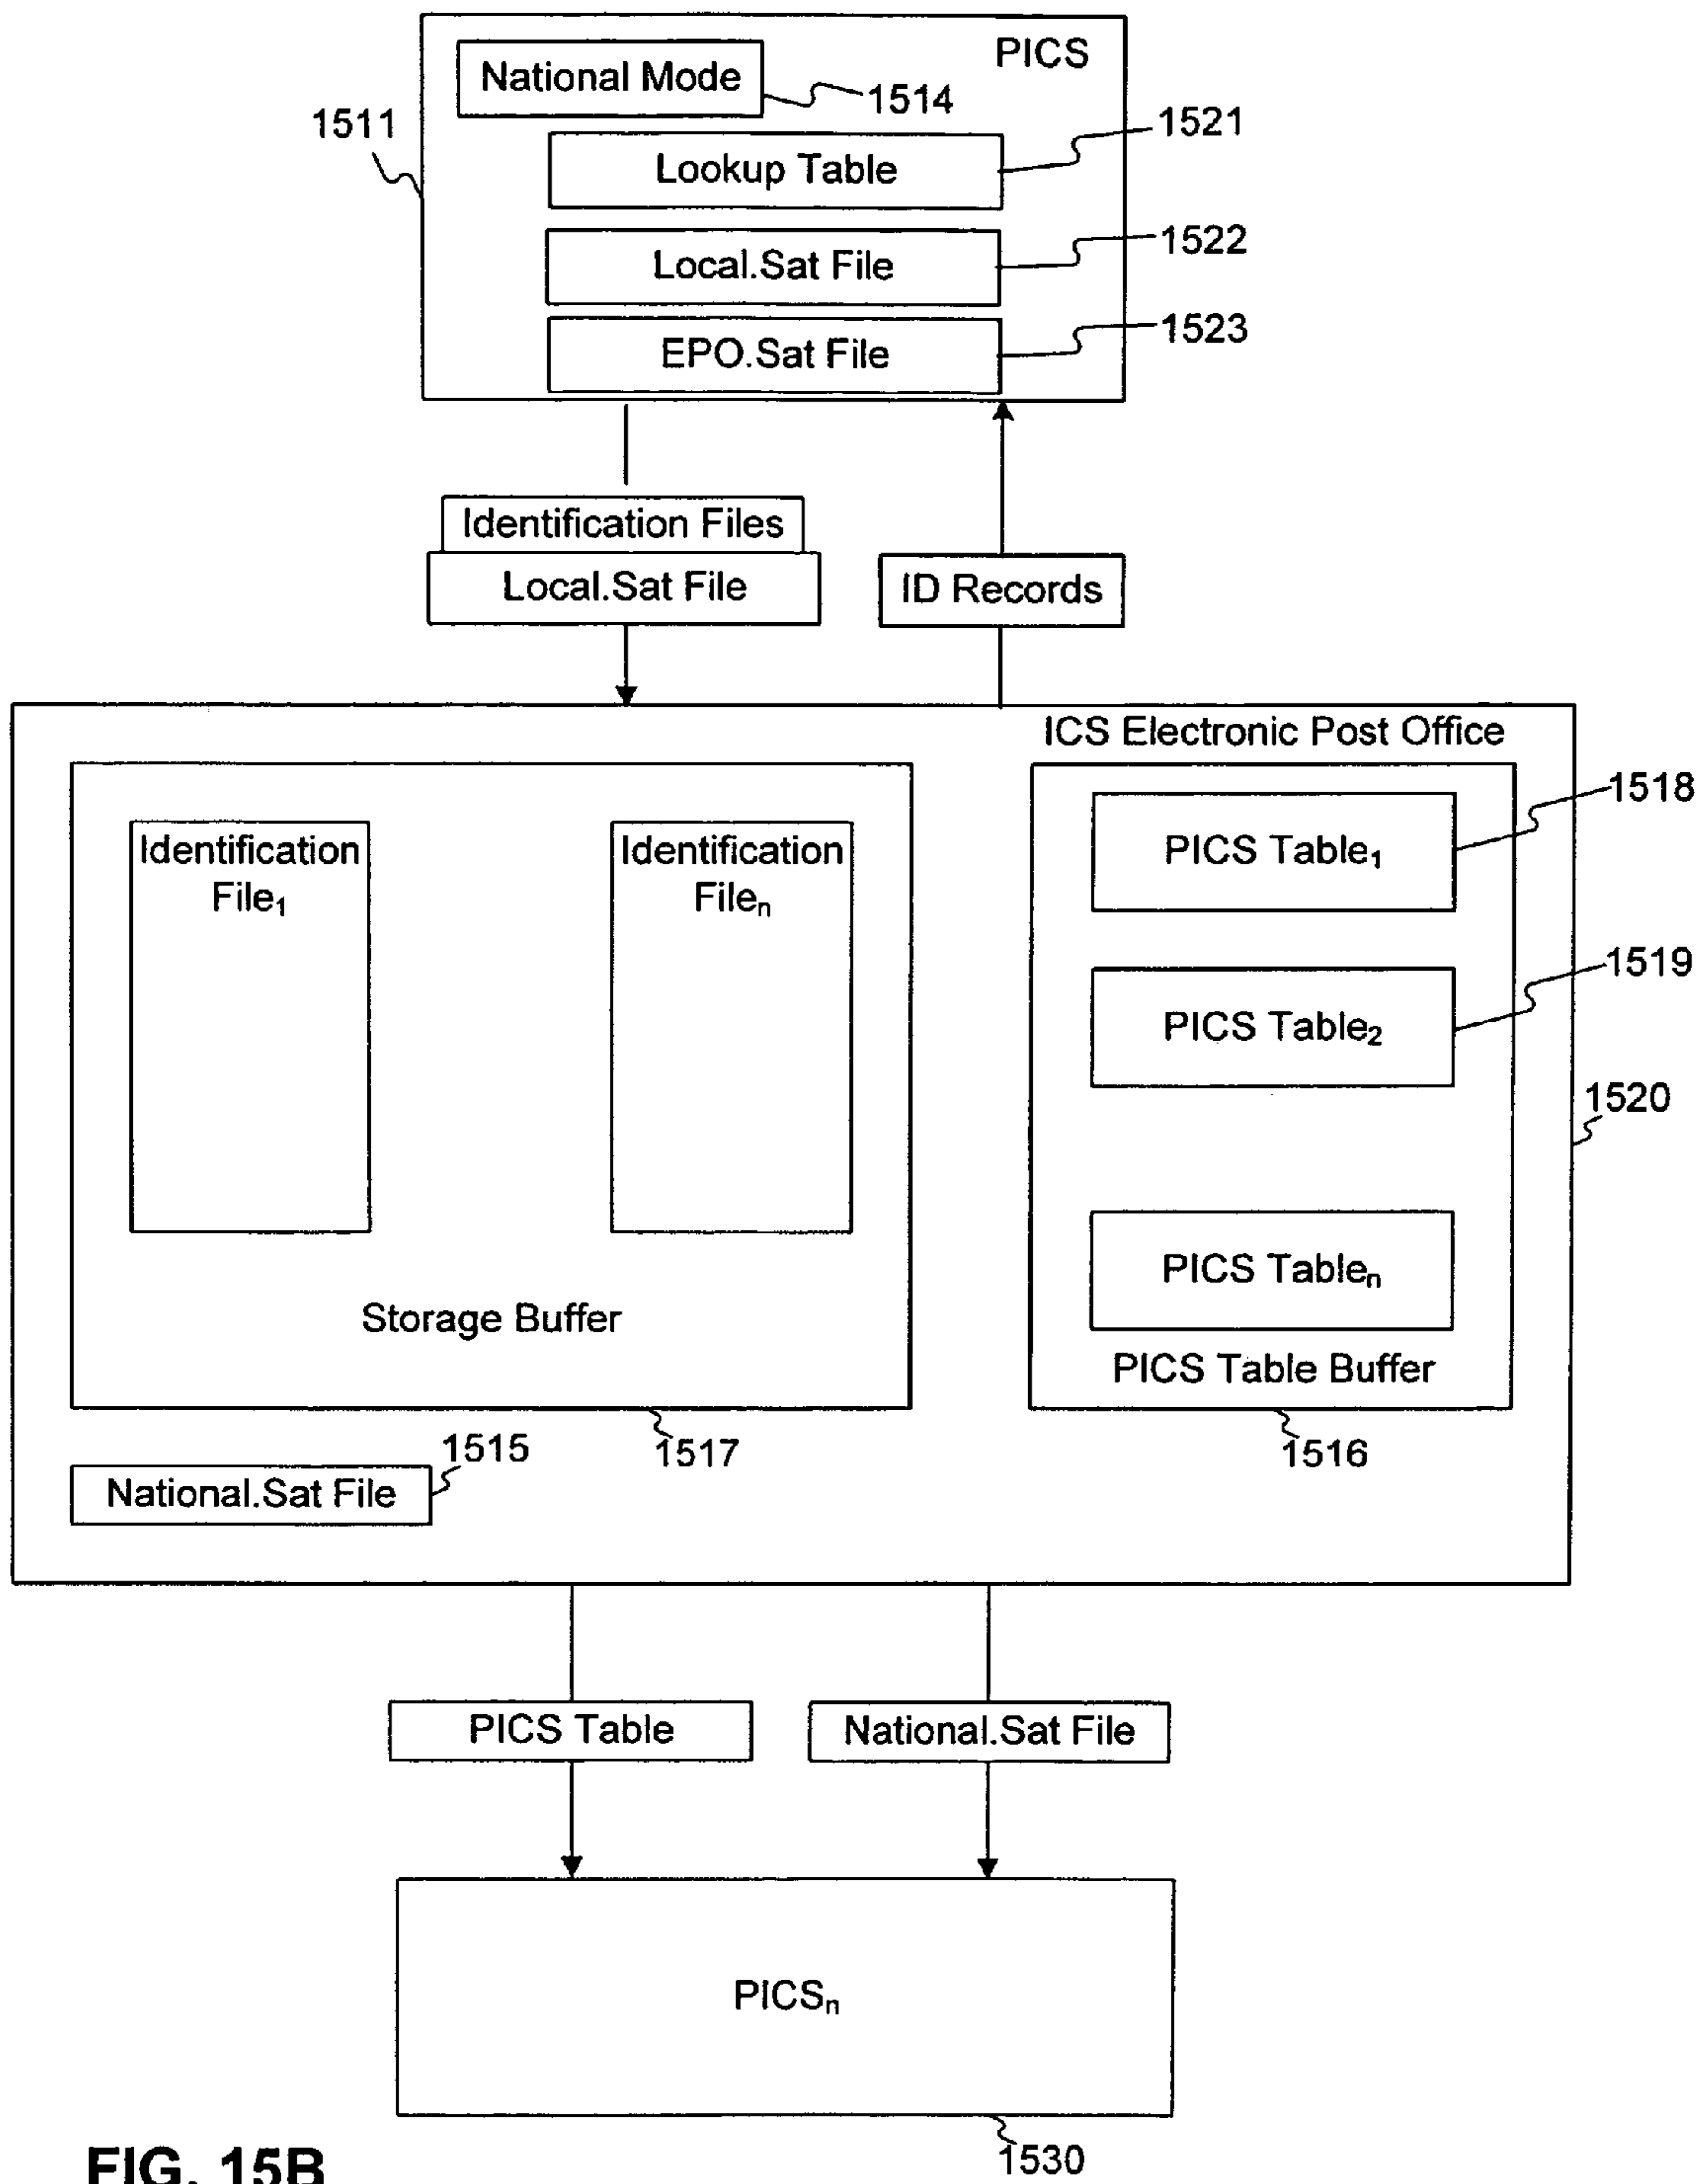 PICS
National Mode
1514
1511
1521
Lookup Table
1522
Local.Sat File
1523
EPO.Sat File
Identification Files
Local.Sat File
ID Records
ICS Electronic Post Office
1518
Identification
File₁
Identification
Fileₙ
PICS Table₁
1519
PICS Table₂
1520
PICS Tableₙ
Storage Buffer
PICS Table Buffer
1515
1517
1516
National.Sat File
PICS Table
National.Sat File
PICSₙ
1530
FIG. 15B